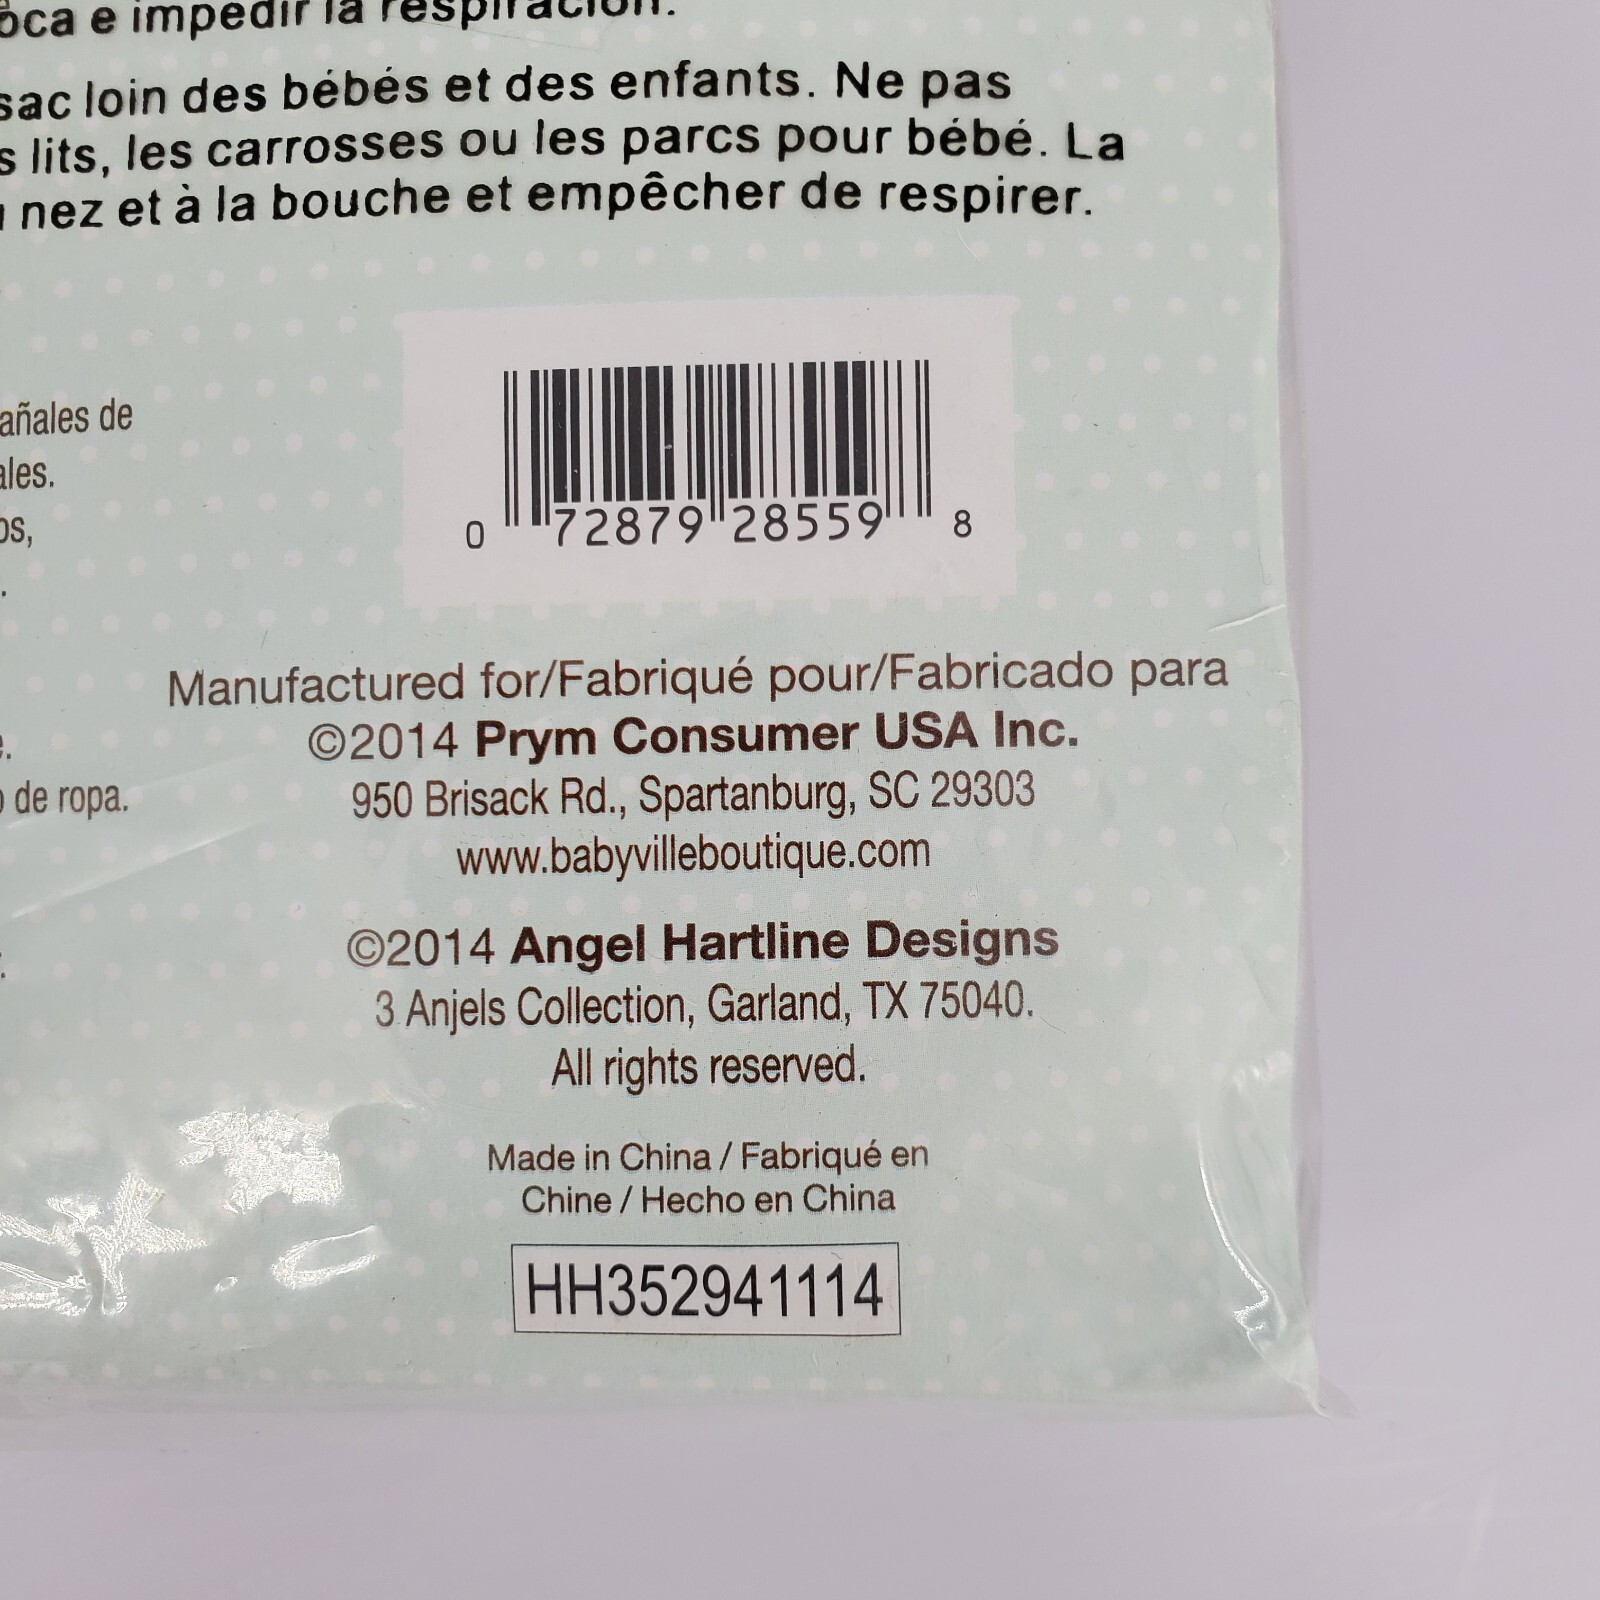 e impedir la respiración.
sac loin des bébés et des enfants. Ne pas
lits, les carrosses ou les parcs pour bébé. La
nez et à la bouche et empêcher de respirer.
0 72879 28559 8
añales de
ales.
os,
.
e.
de ropa.
Manufactured for/Fabriqué pour/Fabricado para
©2014 Prym Consumer USA Inc.
950 Brisack Rd., Spartanburg, SC 29303
www.babyvilleboutique.com
©2014 Angel Hartline Designs
3 Anjels Collection, Garland, TX 75040.
All rights reserved.
Made in China / Fabriqué en
Chine / Hecho en China
HH352941114